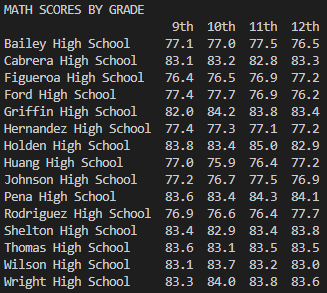 MATH SCORES BY GRADE
9th 10th 11th 12th
Bailey High School 77.1 77.0 77.5 76.5
Cabrera High School 83.1 83.2 82.8 83.3
Figueroa High School 76.4 76.5 76.9 77.2
Ford High School 77.4 77.7 76.9 76.2
Griffin High School 82.0 84.2 83.8 83.4
Hernandez High School 77.4 77.3 77.1 77.2
Holden High School 83.8 83.4 85.0 82.9
Huang High School 77.0 75.9 76.4 77.2
Johnson High School 77.2 76.7 77.5 76.9
Pena High School 83.6 83.4 84.3 84.1
Rodriguez High School 76.9 76.6 76.4 77.7
Shelton High School 83.4 82.9 83.4 83.8
Thomas High School 83.6 83.1 83.5 83.5
Wilson High School 83.1 83.7 83.2 83.0
Wright High School 83.3 84.0 83.8 83.6